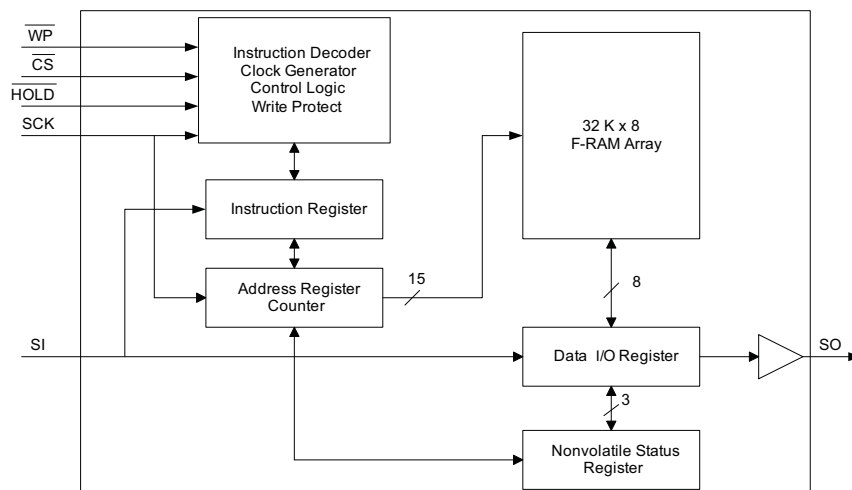 WP
CS
HOLD
SCK
Instruction Decoder
Clock Generator
Control Logic
Write Protect
32 K x 8
F-RAM Array
Instruction Register
Address Register
Counter
15
8
SI
Data I/O Register
SO
3
Nonvolatile Status
Register